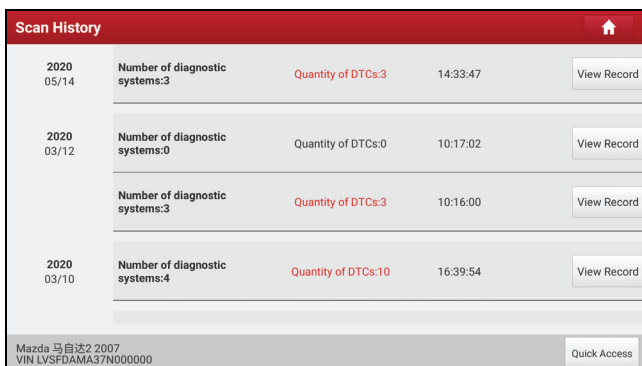 Scan History
2020
05/14
Number of diagnostic
systems:3
Quantity of DTCs:3
14:33:47
View Record
2020
03/12
Number of diagnostic
systems:0
Quantity of DTCs:0
10:17:02
View Record
Number of diagnostic
systems:3
Quantity of DTCs:3
10:16:00
View Record
2020
03/10
Number of diagnostic
systems:4
Quantity of DTCs:10
16:39:54
View Record
Mazda 马自达2 2007
VIN LVSFDAMA37N000000
Quick Access